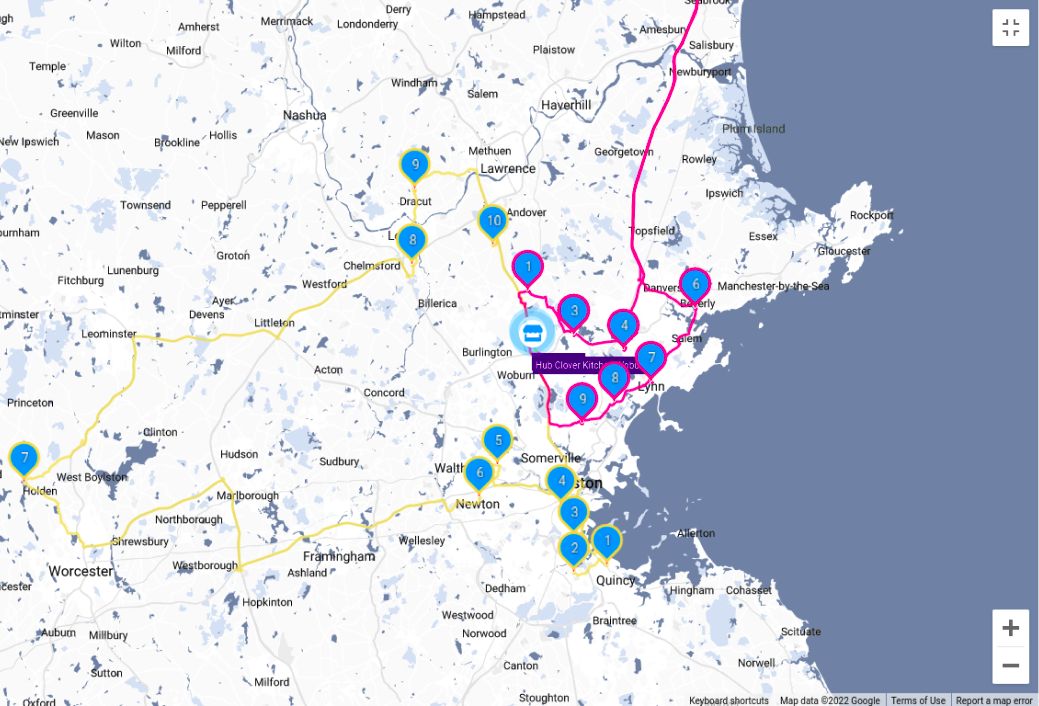 Seabrook
Derry
Hampstead
Merrimack
Londonderry
Amherst
Amesbury
Wilton
Milford
Salisbury
Plaistow
Temple
Windham
Newburyport
Salem
Haverhill
Greenville
Nashua
Plum Island
Mason
Hollis
New Ipswich
Brookline
Methuen
Georgetown
Rowley
9
Lawrence
Ipswich
Townsend
Pepperell
Dracut
Andover
Rockport
10
Topsfield
Essex
8
Gloucester
Groton
Chelmsford
1
Lunenburg
Fitchburg
Westford
Danvers
6
Manchester-by-the-Sea
Ayer
Billerica
Beverly
Devens
3
Littleton
4
Leominster
Salem
Burlington
7
Hub Clover Kitch
Acton
Woburn
8
Lynn
Concord
Princeton
9
Clinton
5
Hudson
Sudbury
Somerville
7
6
4
West Boylston
Holden
Marlborough
Newton
3
Northborough
Allerton
Shrewsbury
Wellesley
2
1
Framingham
Westborough
Worcester
Ashland
Quincy
Dedham
Hingham
Cohasset
Hopkinton
Westwood
Braintree
Auburn
Millbury
Norwood
Scituate
Canton
Norwell
Sutton
Milford
Stoughton
Oxford
Keyboard shortcuts
Map data ©2022 Google
Terms of Use
Report a map error